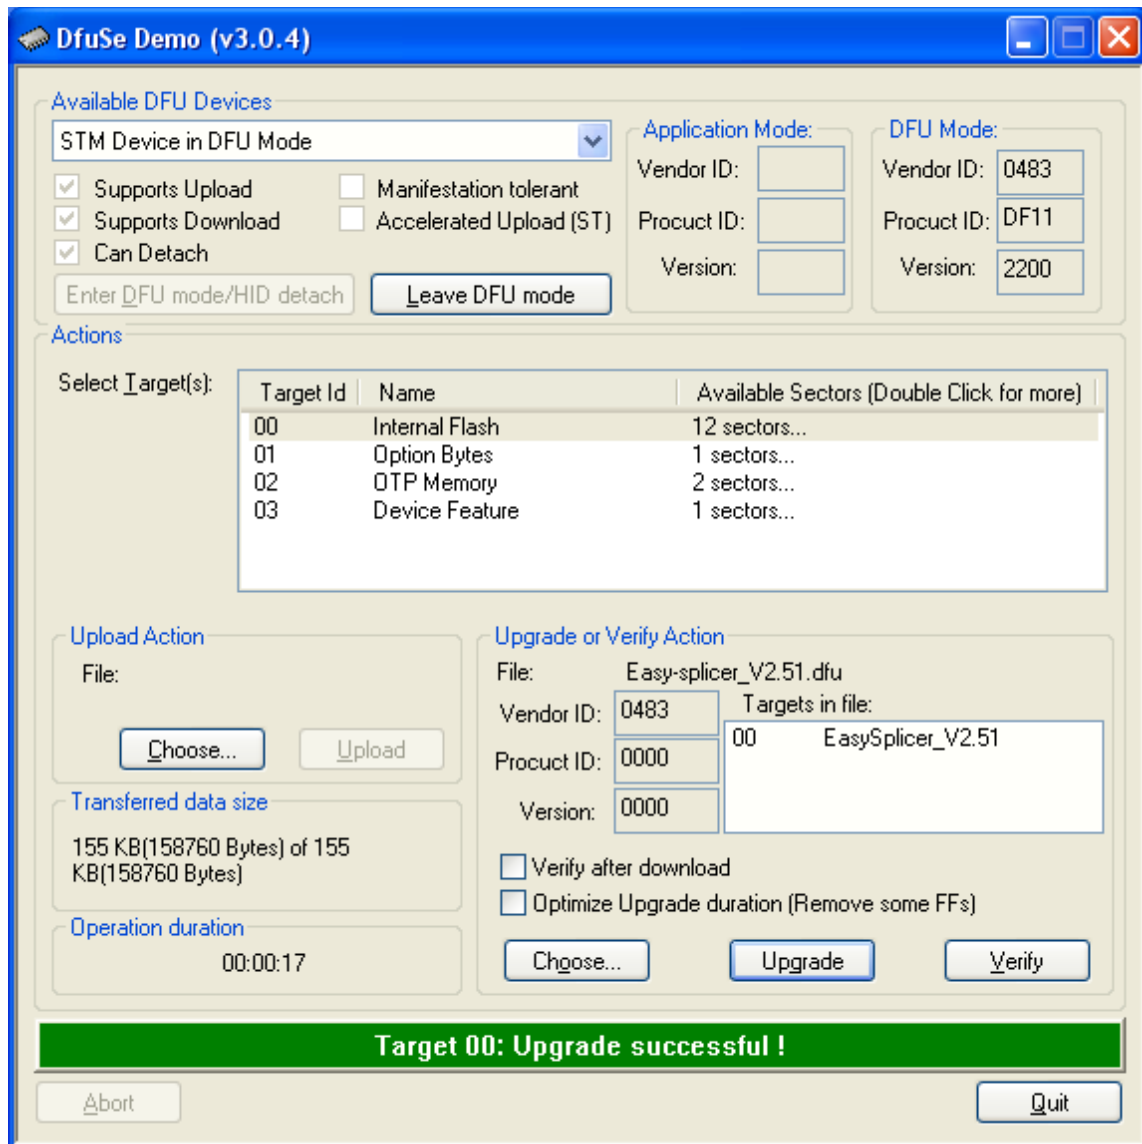 DfuSe Demo (v3.0.4)
Available DFU Devices
STM Device in DFU Mode
Supports Upload
Manifestation tolerant
Supports Download
Accelerated Upload (ST)
Can Detach
Enter DFU mode/HID detach
Leave DFU mode
Application Mode:
Vendor ID:
Procuct ID:
Version:
DFU Mode:
Vendor ID: 0483
Procuct ID: DF11
Version: 2200
Actions
Select Target(s):
Target Id Name Available Sectors (Double Click for more)
00 Internal Flash 12 sectors...
01 Option Bytes 1 sectors...
02 OTP Memory 2 sectors...
03 Device Feature 1 sectors...
Upload Action
File:
Choose... Upload
Transferred data size
155 KB(158760 Bytes) of 155
KB(158760 Bytes)
Operation duration
00:00:17
Upgrade or Verify Action
File: Easy-splicer_V2.51.dfu
Vendor ID: 0483
Procuct ID: 0000
Version: 0000
Targets in file:
00 EasySplicer_V2.51
Verify after download
Optimize Upgrade duration (Remove some FFs)
Choose... Upgrade Verify
Target 00: Upgrade successful !
Abort Quit